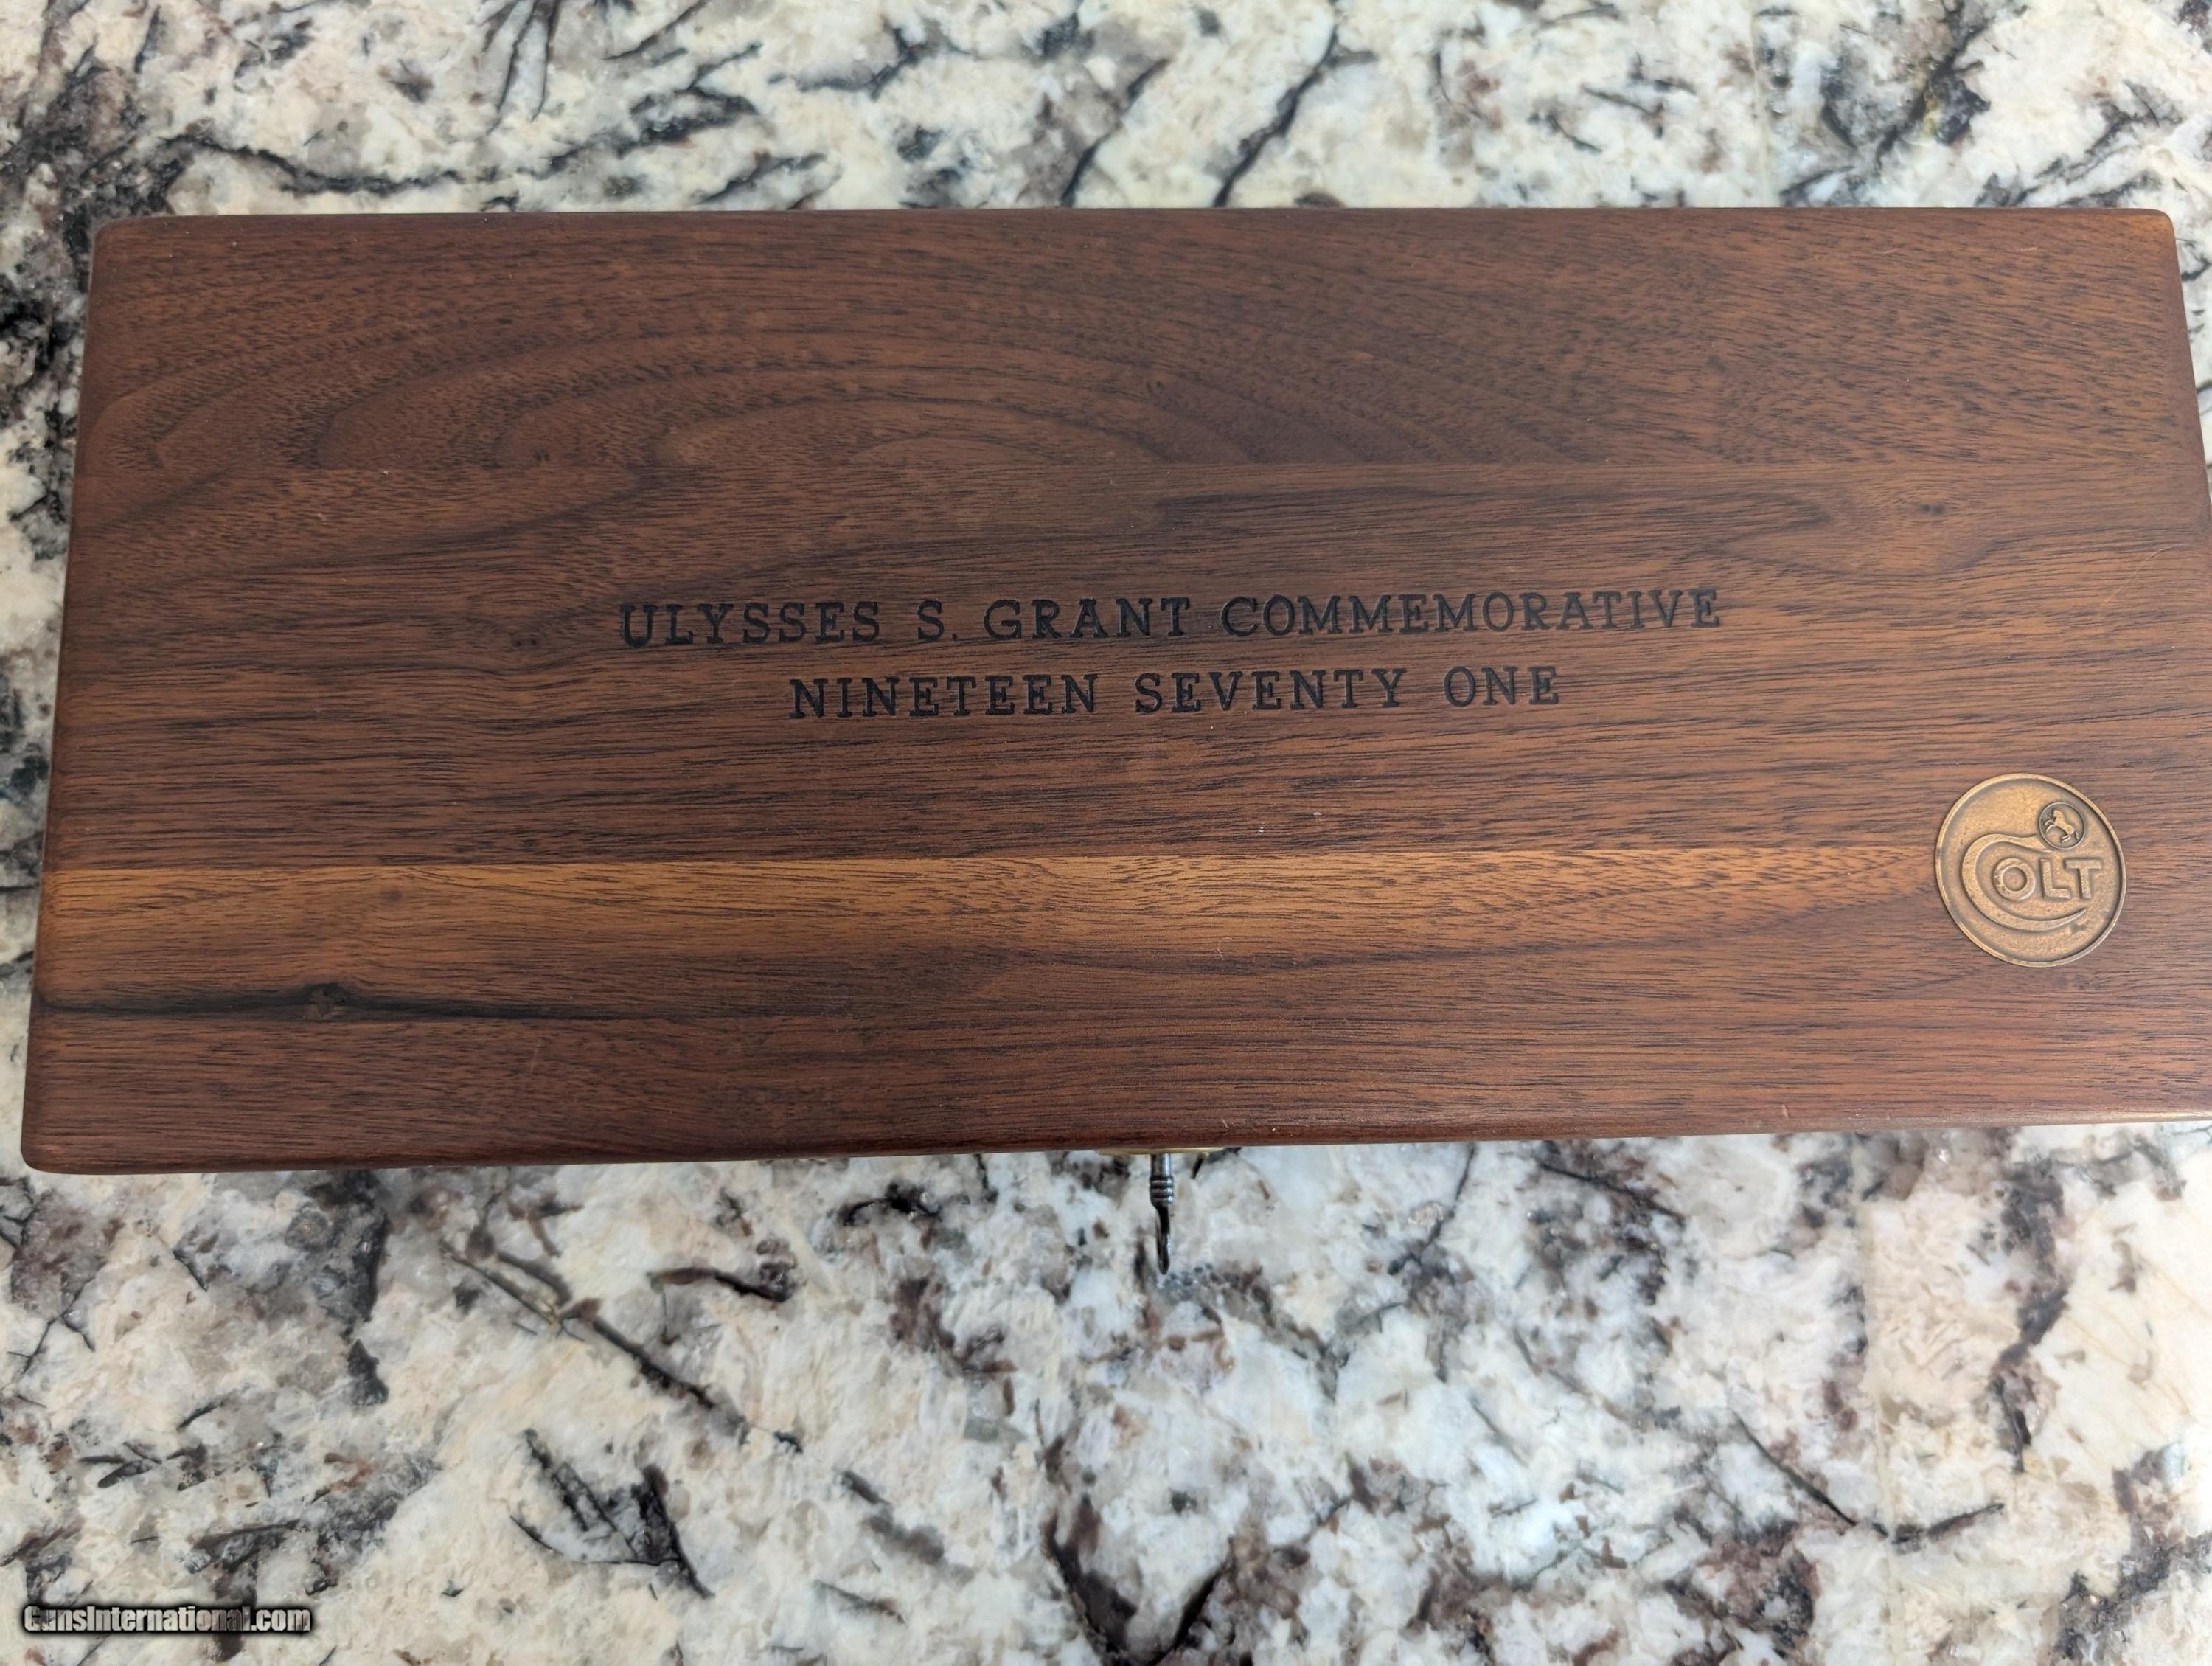 ULYSSES S. GRANT COMMEMORATIVE
NINETEEN SEVENTY ONE
COLT
GunsInternational.com